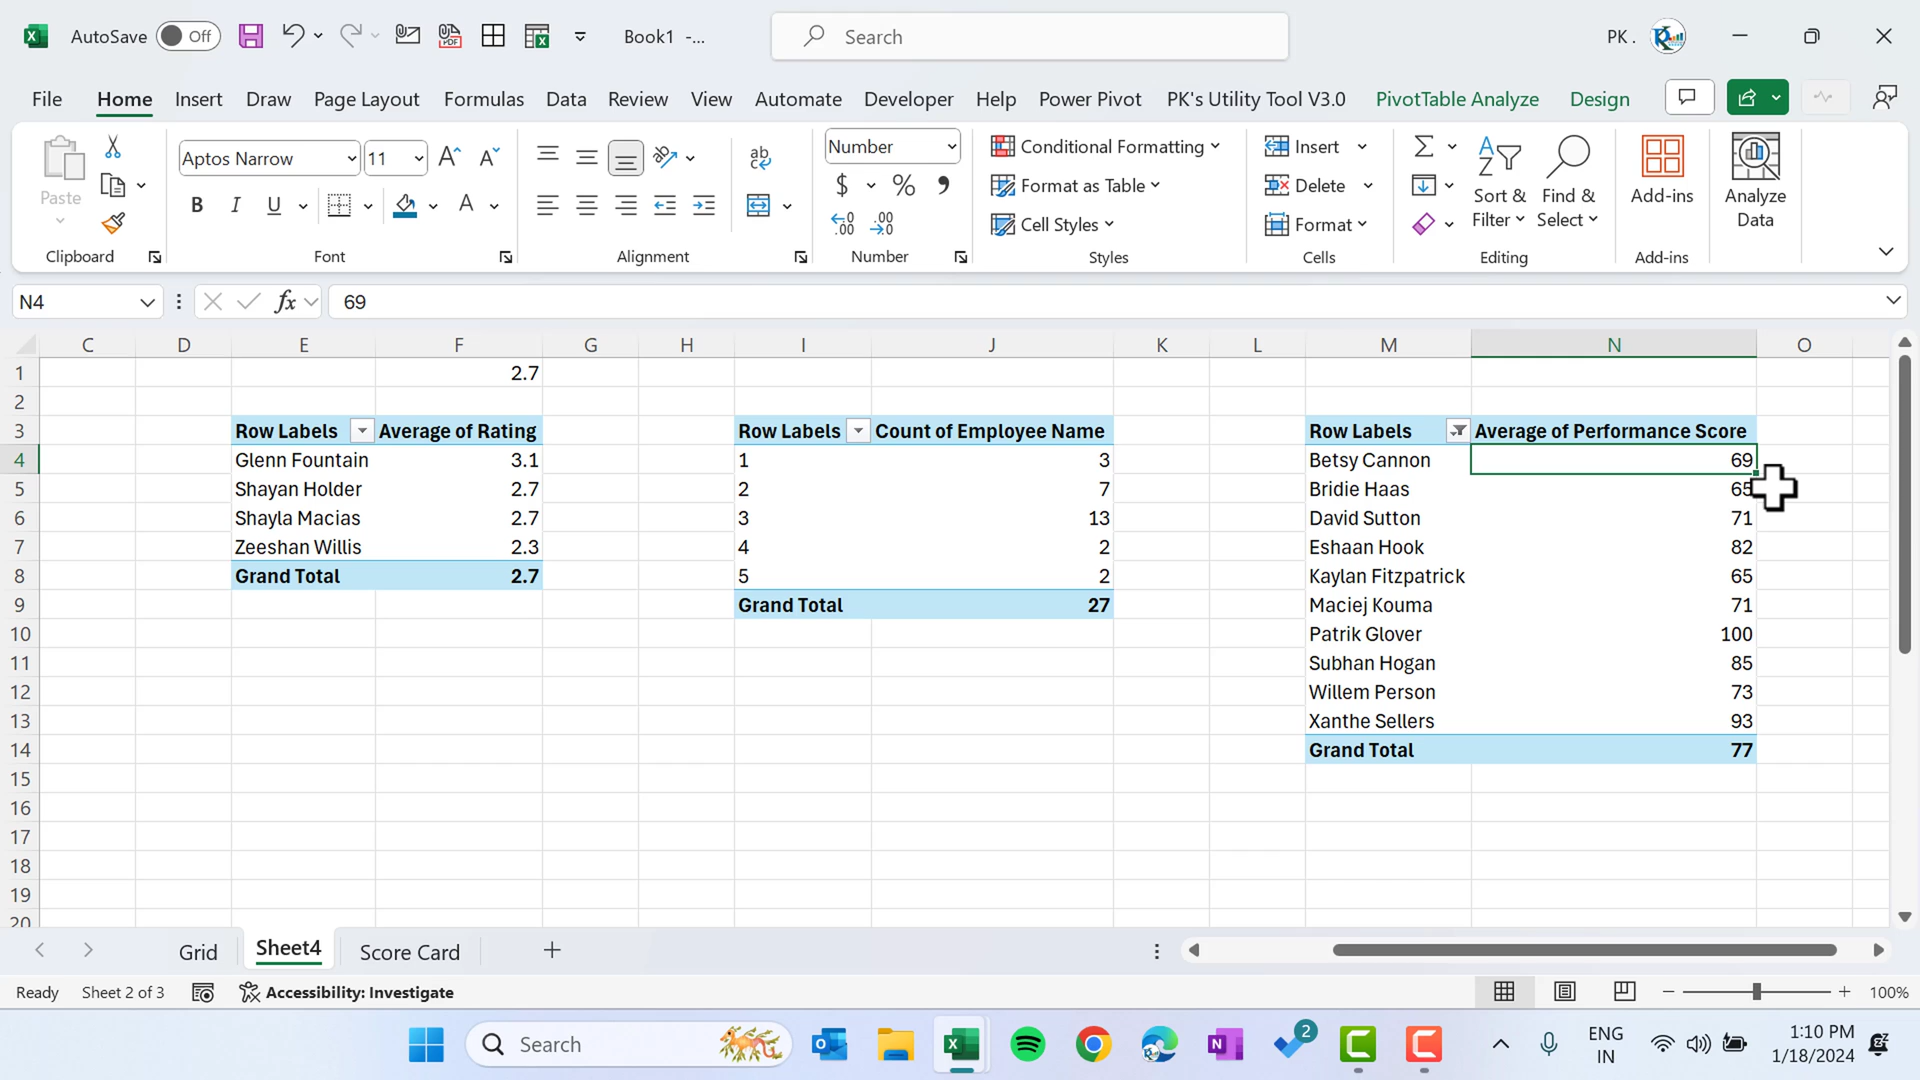 AutoSave Off Book1 -... Search PK .
File Home Insert Draw Page Layout Formulas Data Review View Automate Developer Help Power Pivot PK's Utility Tool V3.0 PivotTable Analyze Design
Paste Aptos Narrow 11 A A ab Number Conditional Formatting Insert Σ A Z Sort & Filter Find & Select Add-ins Analyze Data
B I U A $ % , Format as Table Delete
.00 .00 Cell Styles Format
Clipboard Font Alignment Number Styles Cells Editing Add-ins
N4 fx 69
C D E F G H I J K L M N O
1 2.7
2
3 Row Labels Average of Rating Row Labels Count of Employee Name Row Labels Average of Performance Score
4 Glenn Fountain 3.1 1 3 Betsy Cannon 69
5 Shayan Holder 2.7 2 7 Bridie Haas 65
6 Shayla Macias 2.7 3 13 David Sutton 71
7 Zeeshan Willis 2.3 4 2 Eshaan Hook 82
8 Grand Total 2.7 5 2 Kaylan Fitzpatrick 65
9 Grand Total 27 Maciej Kouma 71
10 Patrik Glover 100
11 Subhan Hogan 85
12 Willem Person 73
13 Xanthe Sellers 93
14 Grand Total 77
15
16
17
18
19
20
Grid Sheet4 Score Card
Ready Sheet 2 of 3 Accessibility: Investigate 100%
Search 2 ENG IN 1:10 PM 1/18/2024